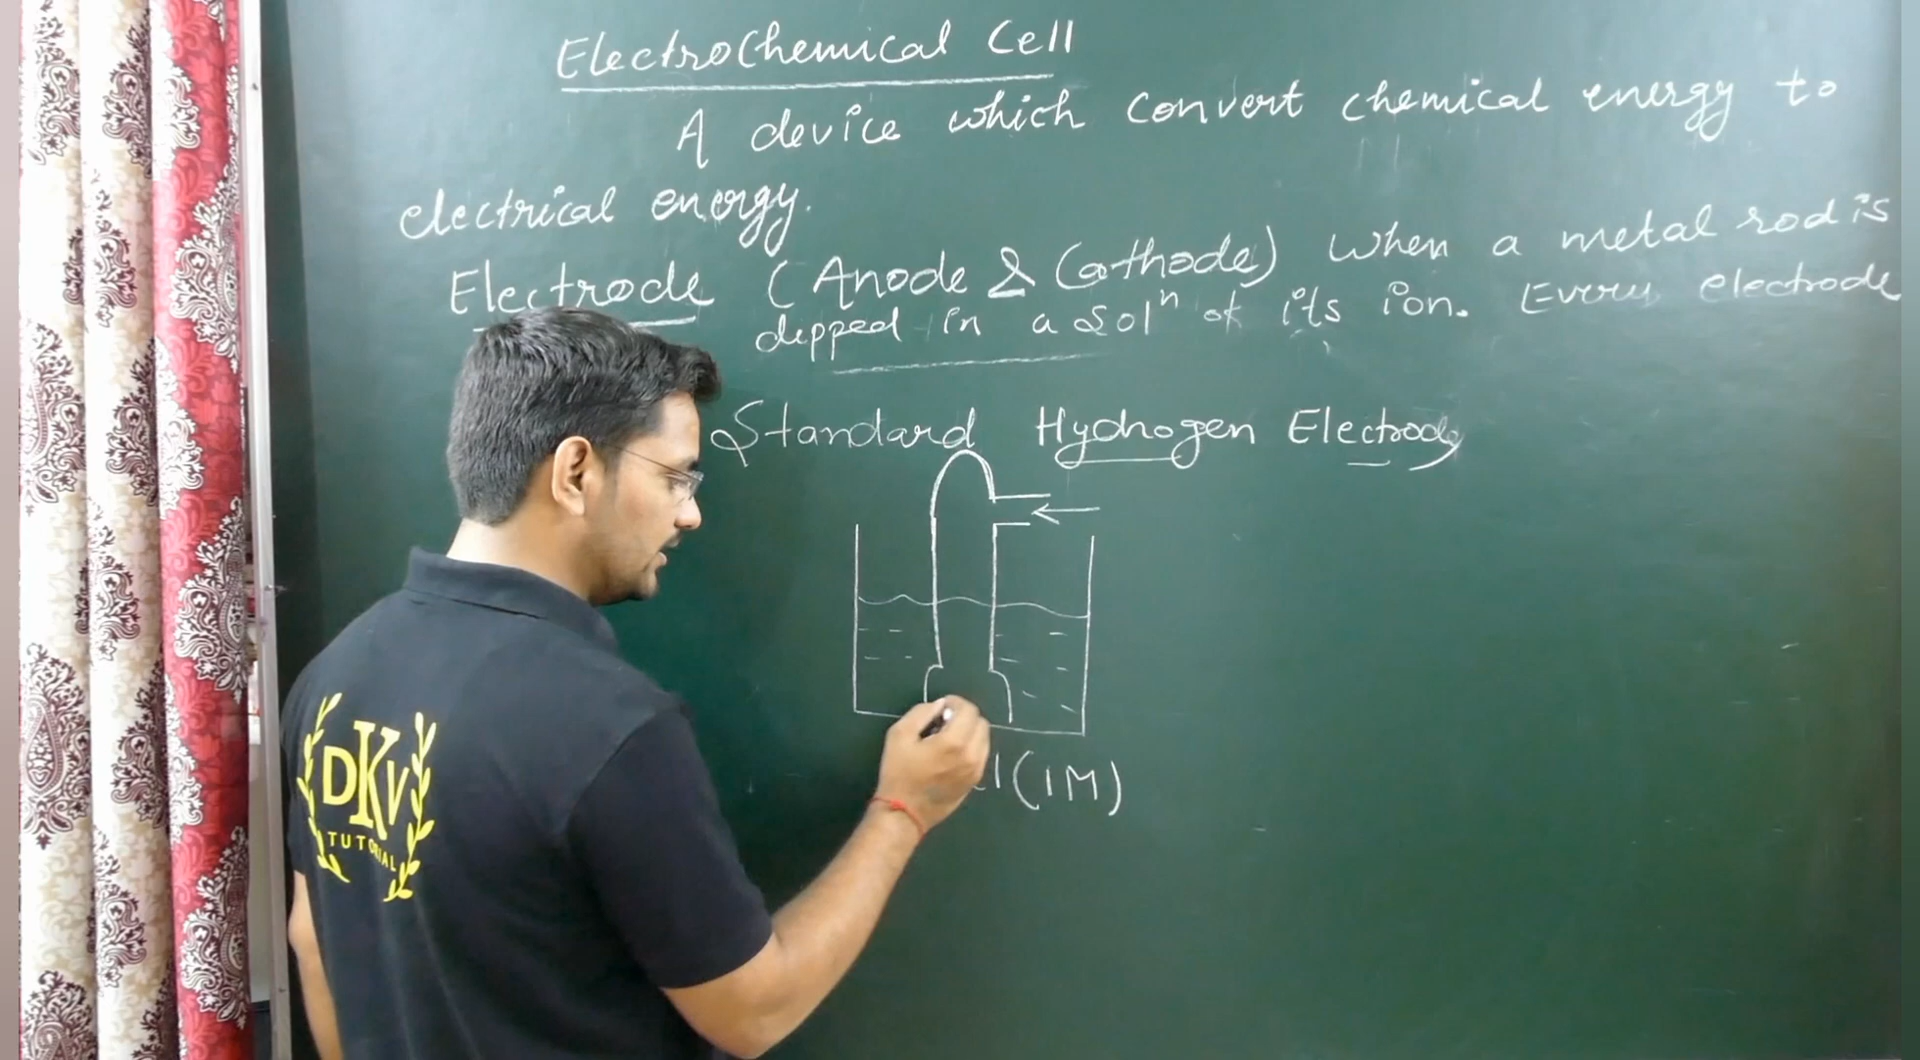 Electrochemical Cell
A device which convert chemical energy to
electrical energy.
Electrode (Anode & Cathode) When a metal rod is
dipped in a Solⁿ of its ion. Every electrode
Standard Hydrogen Electrode
l(1M)
DKV
TUTORIAL